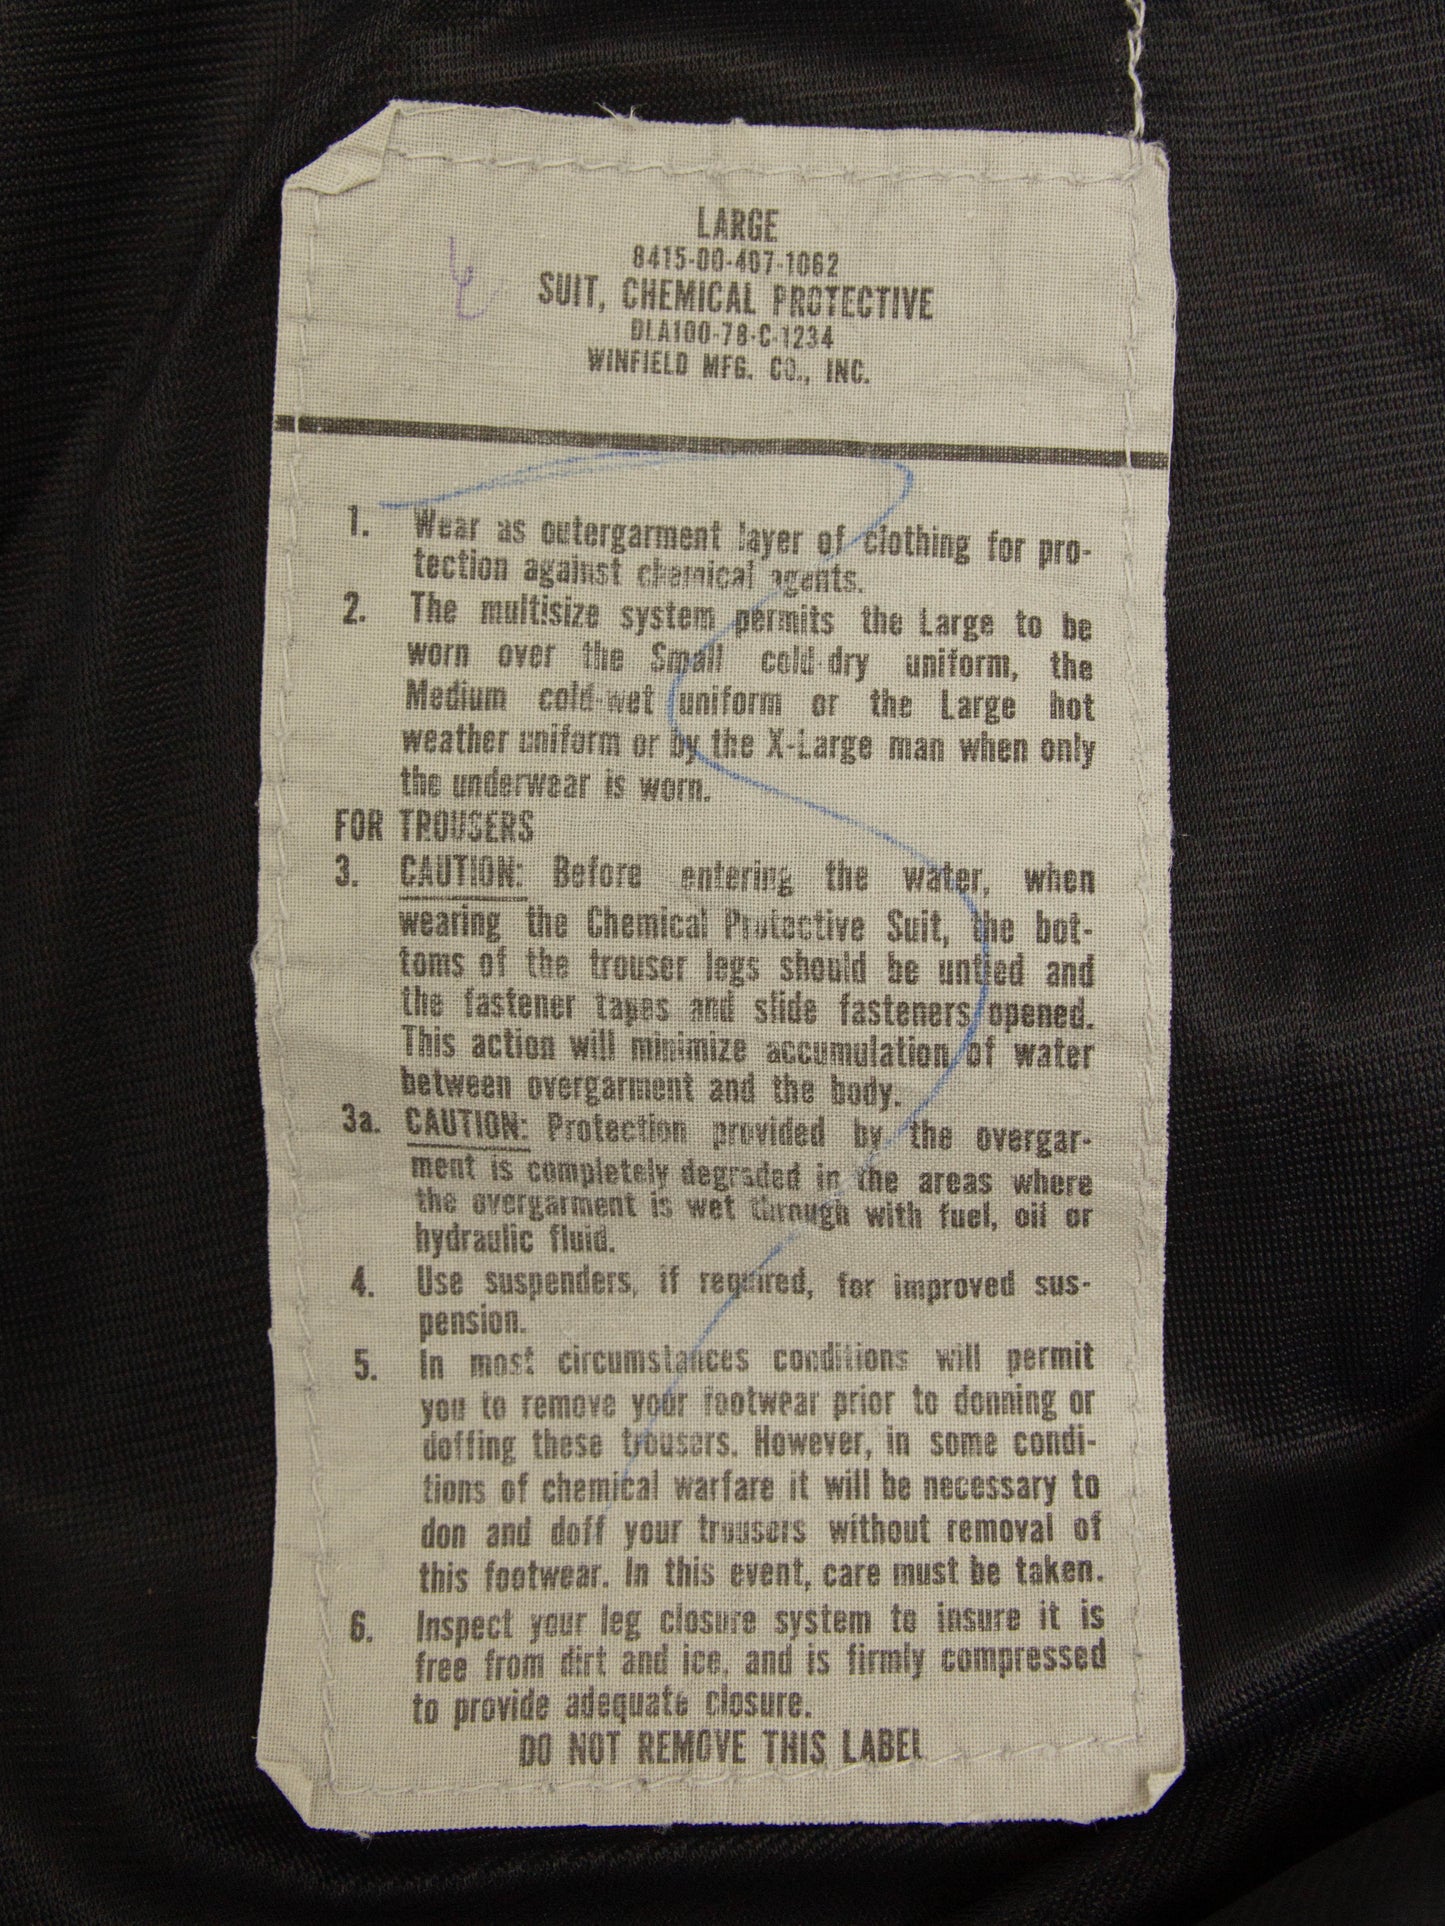 LARGE
8415-00-407-1062
SUIT, CHEMICAL PROTECTIVE
DLA100-78-C-1234
WINFIELD MFG. CO., INC.
1. Wear as outergarment layer of clothing for pro-
tection against chemical agents.
2. The multisize system permits the Large to be
worn over the Small cold-dry uniform, the
Medium cold-wet uniform or the Large hot
weather uniform or by the X-Large man when only
the underwear is worn.
FOR TROUSERS
3. CAUTION: Before entering the water, when
wearing the Chemical Protective Suit, the bot-
toms of the trouser legs should be untied and
the fastener tapes and slide fasteners opened.
This action will minimize accumulation of water
between overgarment and the body.
3a. CAUTION: Protection provided by the overgar-
ment is completely degraded in the areas where
the overgarment is wet through with fuel, oil or
hydraulic fluid.
4. Use suspenders, if required, for improved sus-
pension.
5. In most circumstances conditions will permit
you to remove your footwear prior to donning or
doffing these trousers. However, in some condi-
tions of chemical warfare it will be necessary to
don and doff your trousers without removal of
this footwear. In this event, care must be taken.
6. Inspect your leg closure system to insure it is
free from dirt and ice, and is firmly compressed
to provide adequate closure.
DO NOT REMOVE THIS LABEL